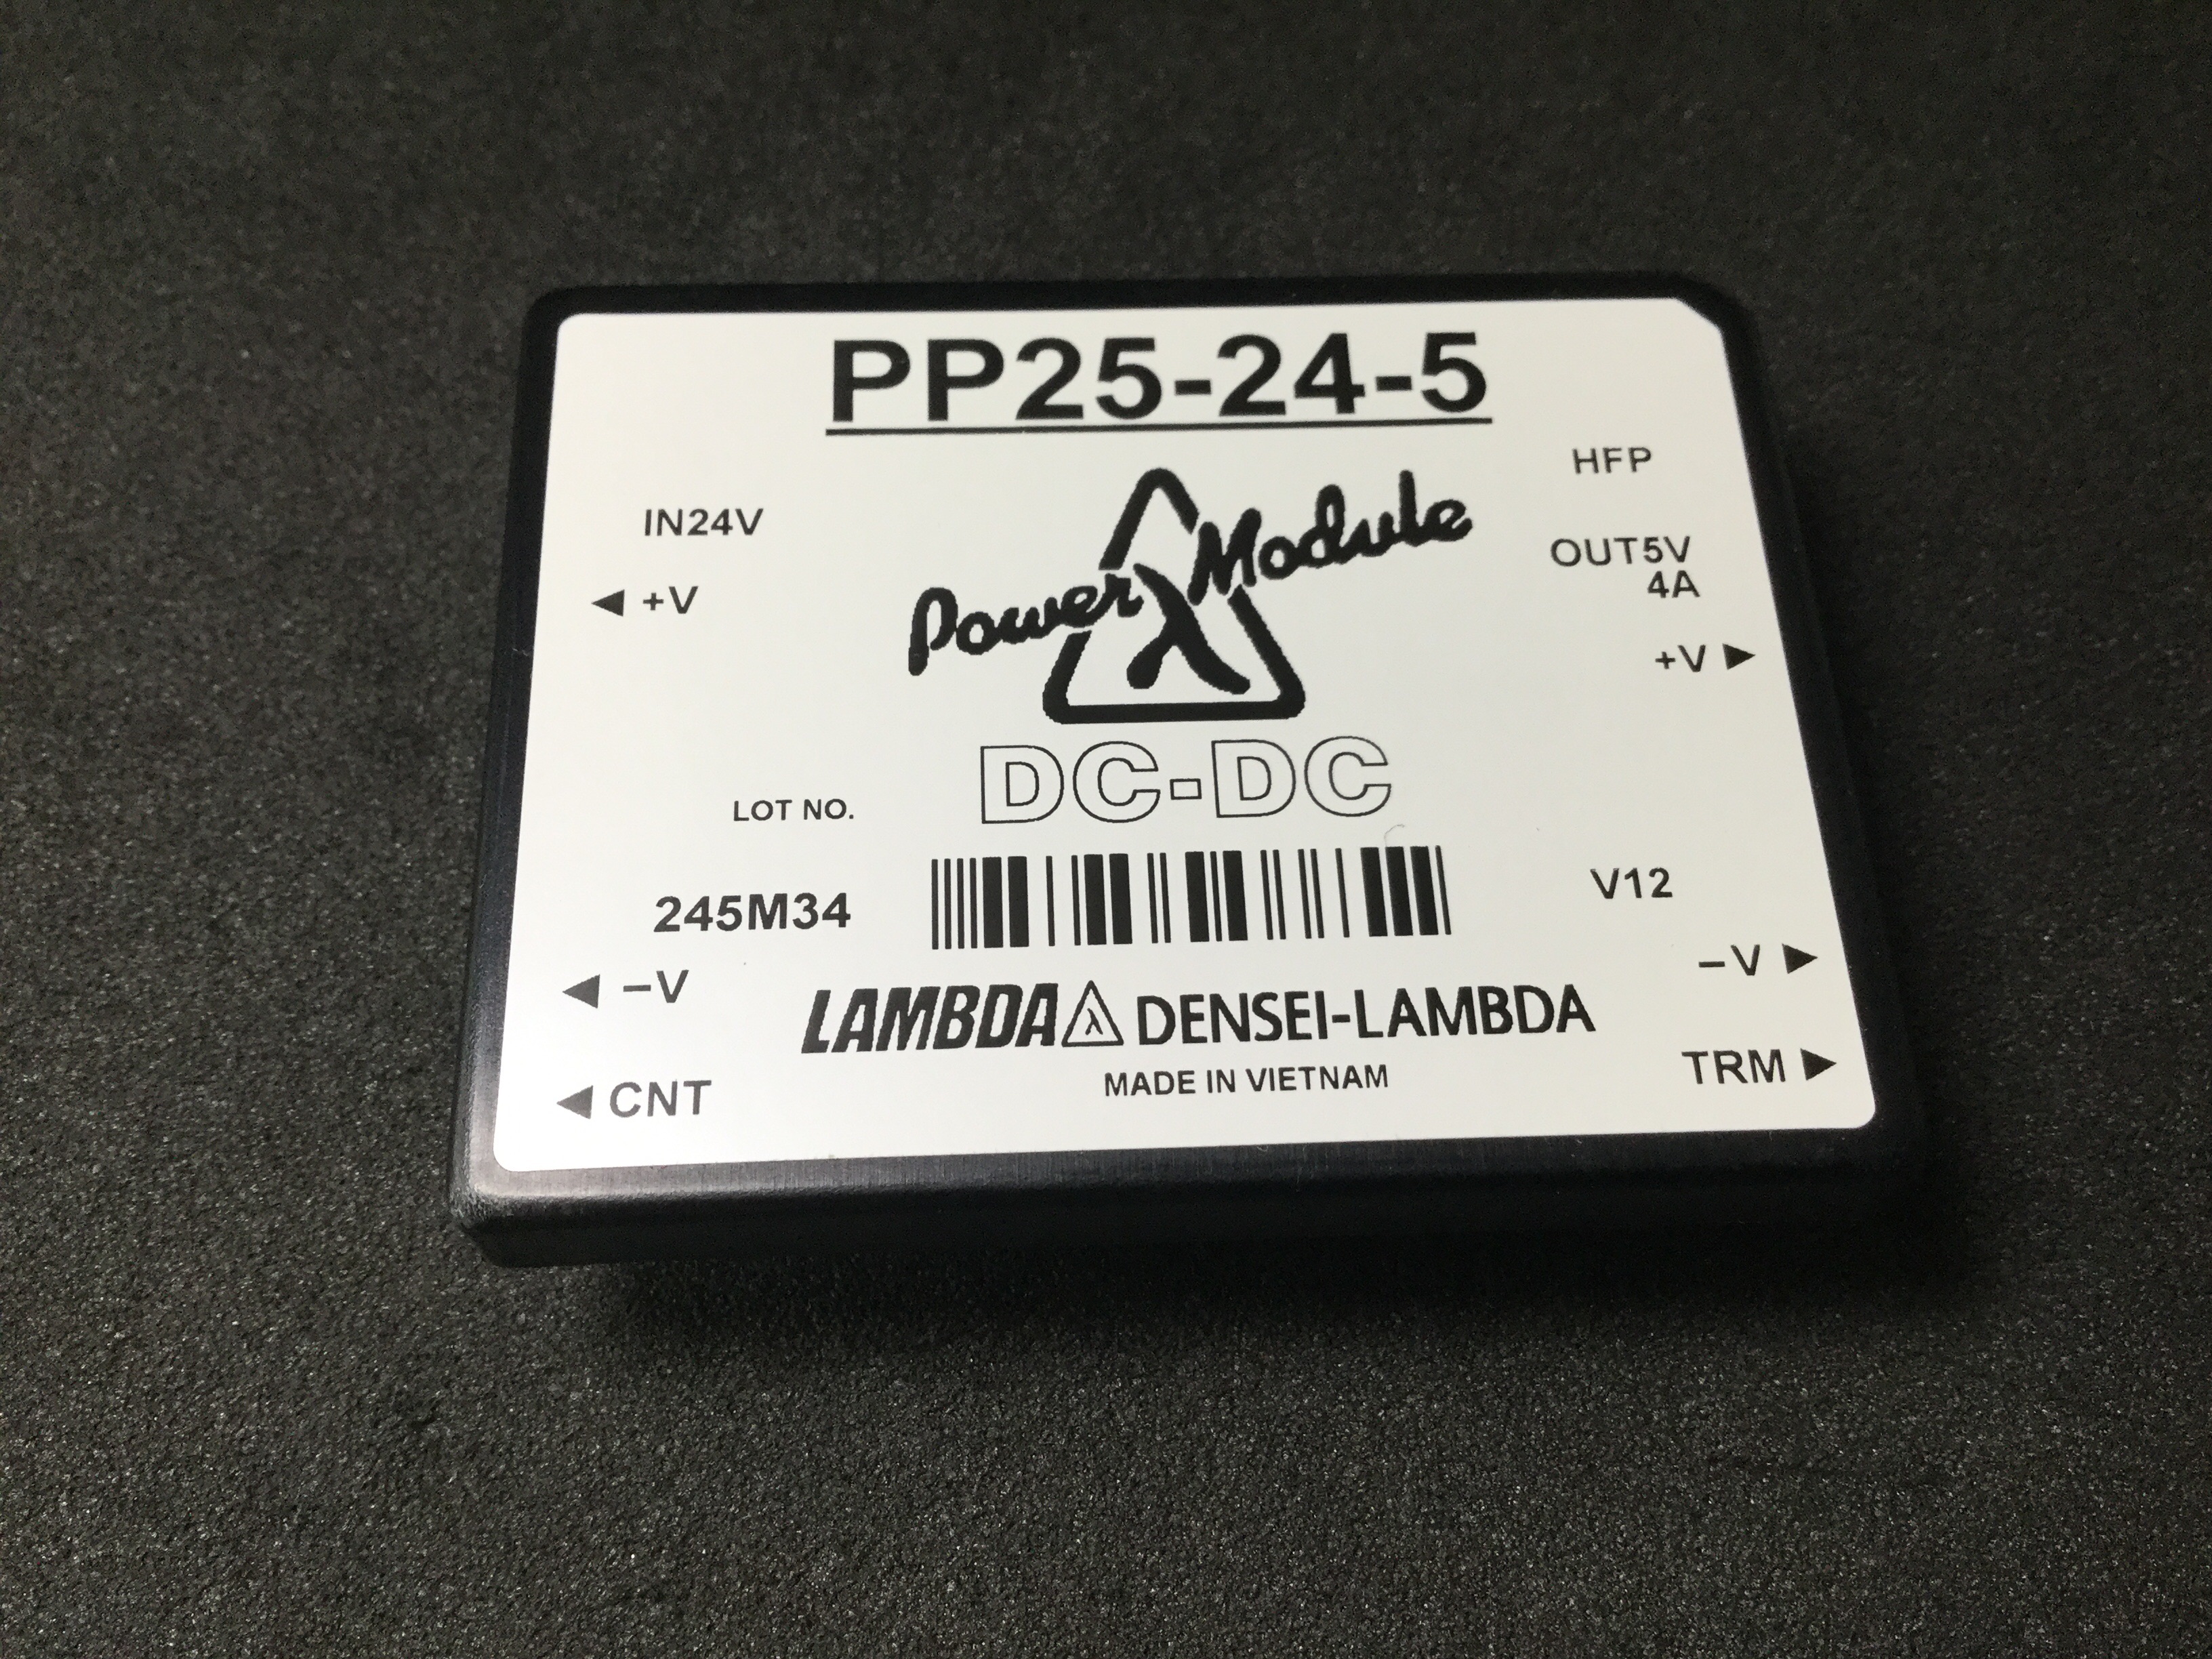 PP25-24-5
HFP
IN24V
Power λ Module
OUT5V
4A
◀ +V
+V ▶
DC-DC
LOT NO.
245M34
V12
◀ −V
−V ▶
LAMBDA λ DENSEI-LAMBDA
◀ CNT
MADE IN VIETNAM
TRM ▶